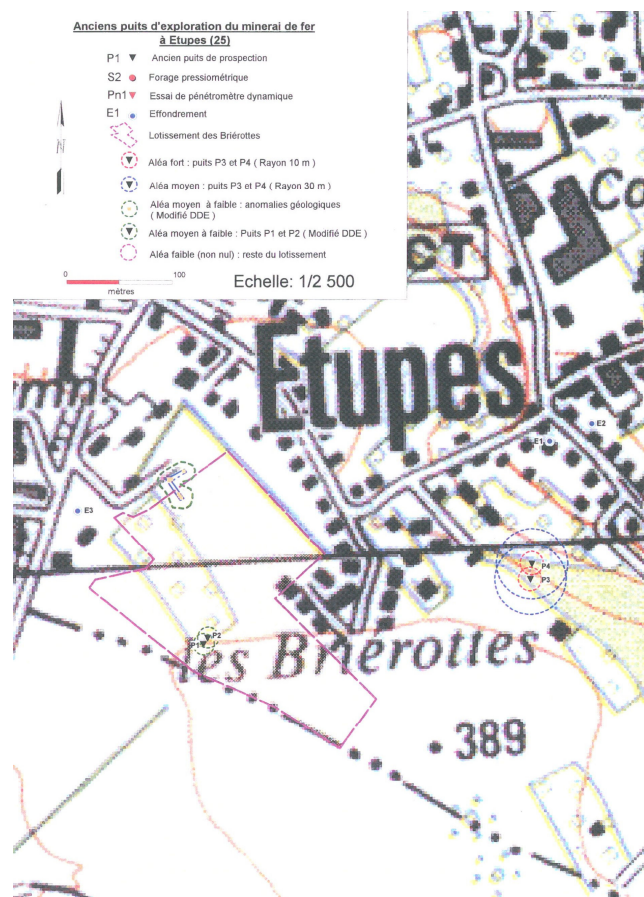 Anciens puits d'exploration du minerai de fer
à Etupes (25)
P1 Ancien puits de prospection
S2 Forage pressiométrique
Pn1 Essai de pénétromètre dynamique
E1 Effondrement
Lotissement des Briérottes
Aléa fort : puits P3 et P4 ( Rayon 10 m )
Aléa moyen : puits P3 et P4 ( Rayon 30 m )
Aléa moyen à faible : anomalies géologiques
( Modifié DDE )
Aléa moyen à faible : Puits P1 et P2 ( Modifié DDE )
Aléa faible (non nul) : reste du lotissement
0 100
mètres
Echelle: 1/2 500
N
Co
CT
Etupes
E2
E1
E3
P4
P3
P2
P1
les Briérottes
389